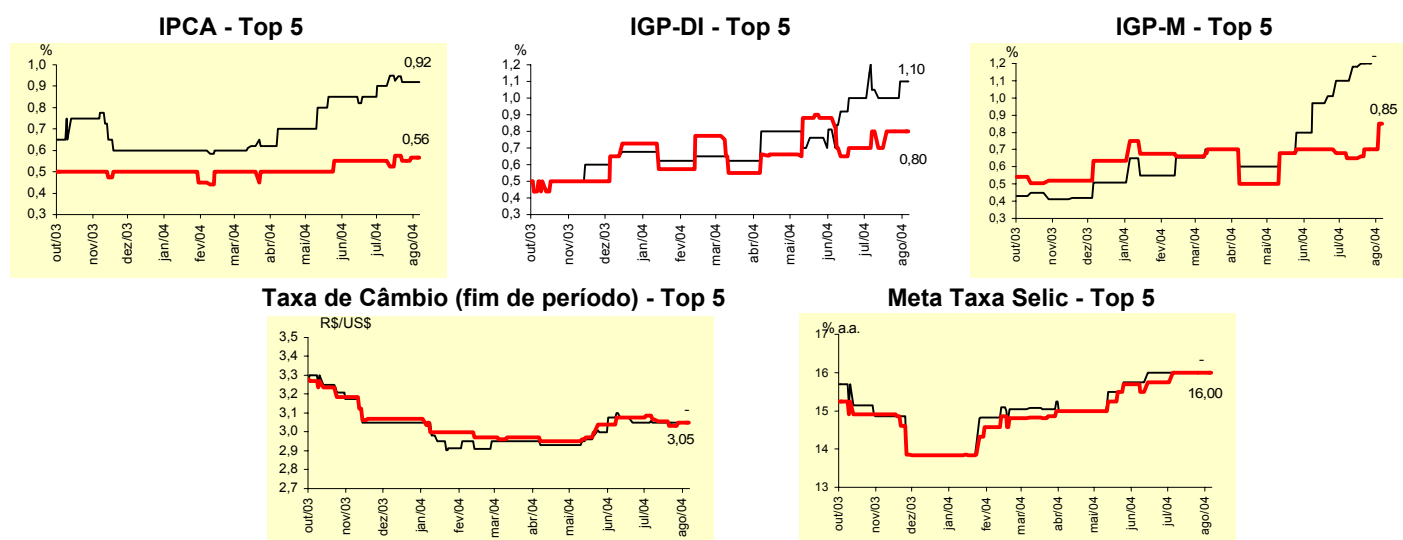 IPCA - Top 5
%
1,0
0,9
0,8
0,7
0,6
0,5
0,4
0,3
0,92
0,56
out/03
nov/03
dez/03
jan/04
fev/04
mar/04
abr/04
mai/04
jun/04
jul/04
ago/04
IGP-DI - Top 5
%
1,2
1,1
1,0
0,9
0,8
0,7
0,6
0,5
0,4
0,3
1,10
0,80
out/03
nov/03
dez/03
jan/04
fev/04
mar/04
abr/04
mai/04
jun/04
jul/04
ago/04
IGP-M - Top 5
%
1,2
1,1
1,0
0,9
0,8
0,7
0,6
0,5
0,4
0,3
-
0,85
out/03
nov/03
dez/03
jan/04
fev/04
mar/04
abr/04
mai/04
jun/04
jul/04
ago/04
Taxa de Câmbio (fim de período) - Top 5
R$/US$
3,5
3,4
3,3
3,2
3,1
3,0
2,9
2,8
2,7
-
3,05
out/03
nov/03
dez/03
jan/04
fev/04
mar/04
abr/04
mai/04
jun/04
jul/04
ago/04
Meta Taxa Selic - Top 5
% a.a.
17
16
15
14
13
-
16,00
out/03
nov/03
dez/03
jan/04
fev/04
mar/04
abr/04
mai/04
jun/04
jul/04
ago/04